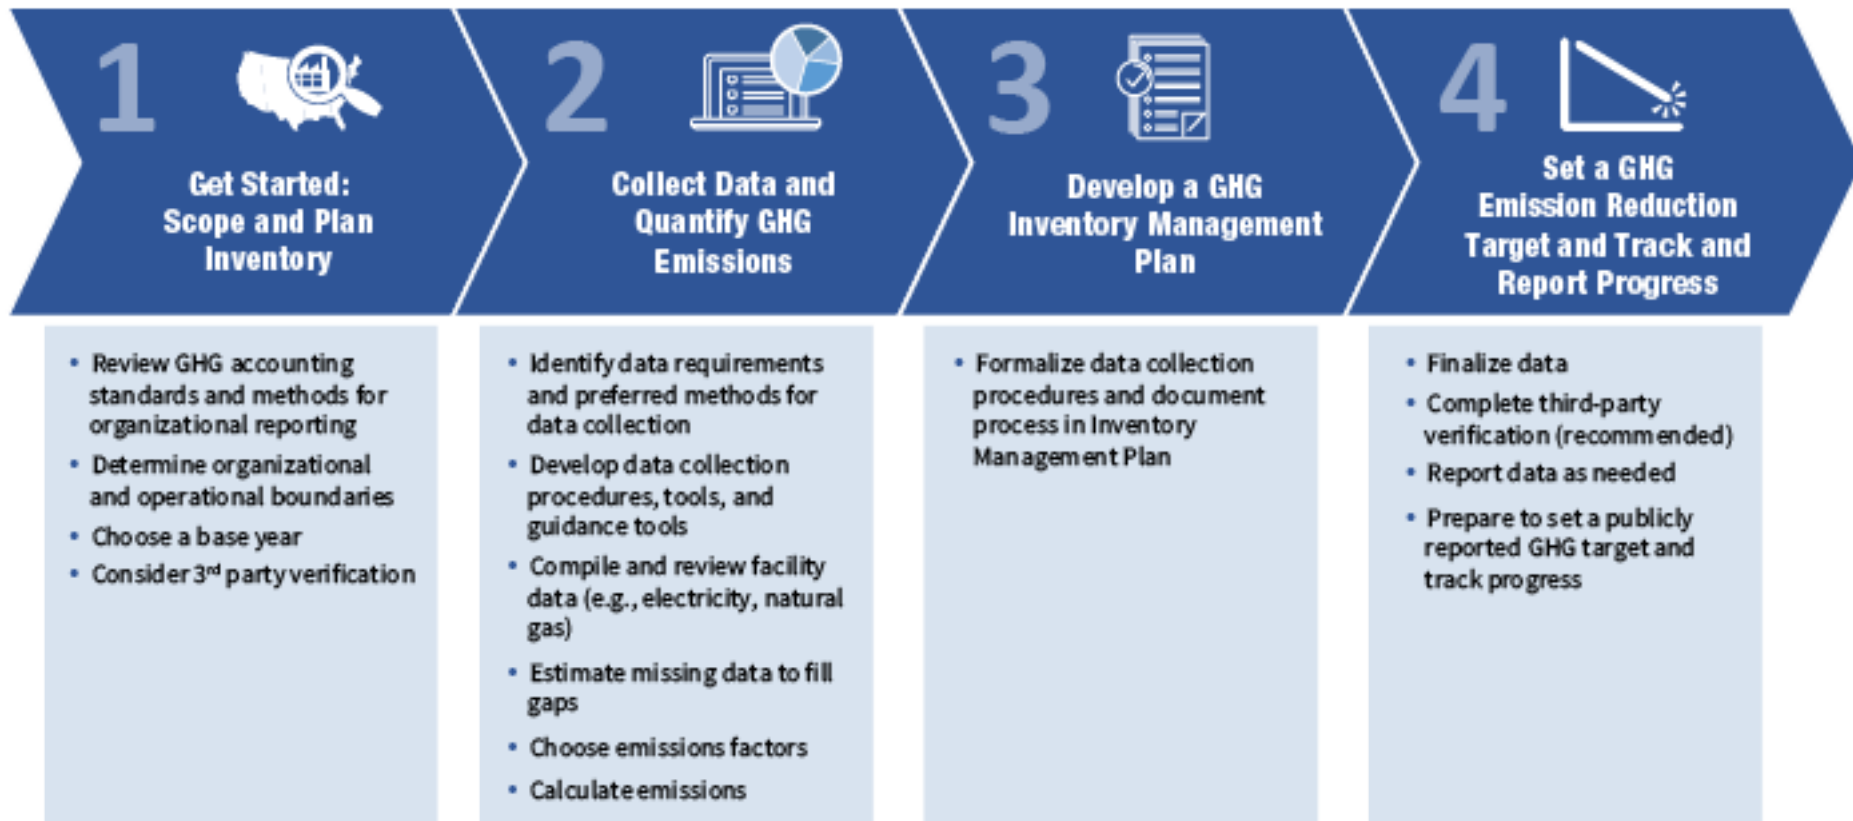 1
Get Started:
Scope and Plan
Inventory
• Review GHG accounting
standards and methods for
organizational reporting
• Determine organizational
and operational boundaries
• Choose a base year
• Consider 3rd party verification
2
Collect Data and
Quantify GHG
Emissions
• Identify data requirements
and preferred methods for
data collection
• Develop data collection
procedures, tools, and
guidance tools
• Compile and review facility
data (e.g., electricity, natural
gas)
• Estimate missing data to fill
gaps
• Choose emissions factors
• Calculate emissions
3
Develop a GHG
Inventory Management
Plan
• Formalize data collection
procedures and document
process in Inventory
Management Plan
4
Set a GHG
Emission Reduction
Target and Track and
Report Progress
• Finalize data
• Complete third-party
verification (recommended)
• Report data as needed
• Prepare to set a publicly
reported GHG target and
track progress